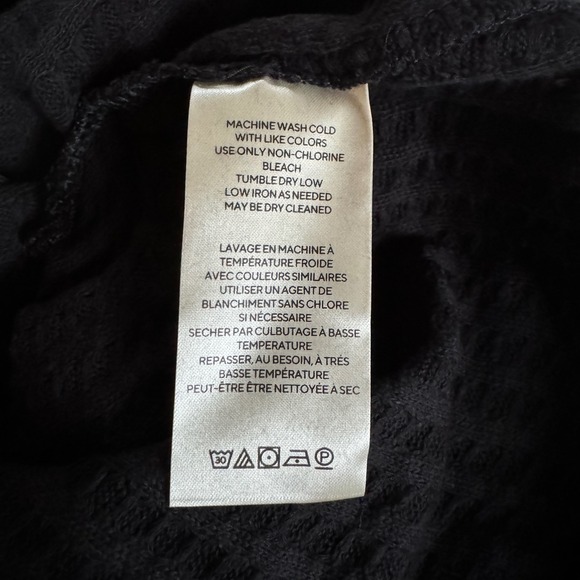 MACHINE WASH COLD
WITH LIKE COLORS
USE ONLY NON-CHLORINE
BLEACH
TUMBLE DRY LOW
LOW IRON AS NEEDED
MAY BE DRY CLEANED
LAVAGE EN MACHINE À
TEMPÉRATURE FROIDE
AVEC COULEURS SIMILAIRES
UTILISER UN AGENT DE
BLANCHIMENT SANS CHLORE
SI NÉCESSAIRE
SECHER PAR CULBUTAGE À BASSE
TEMPERATURE
REPASSER, AU BESOIN, À TRÉS
BASSE TEMPÉRATURE
PEUT-ÊTRE ÊTRE NETTOYÉE À SEC
30 P